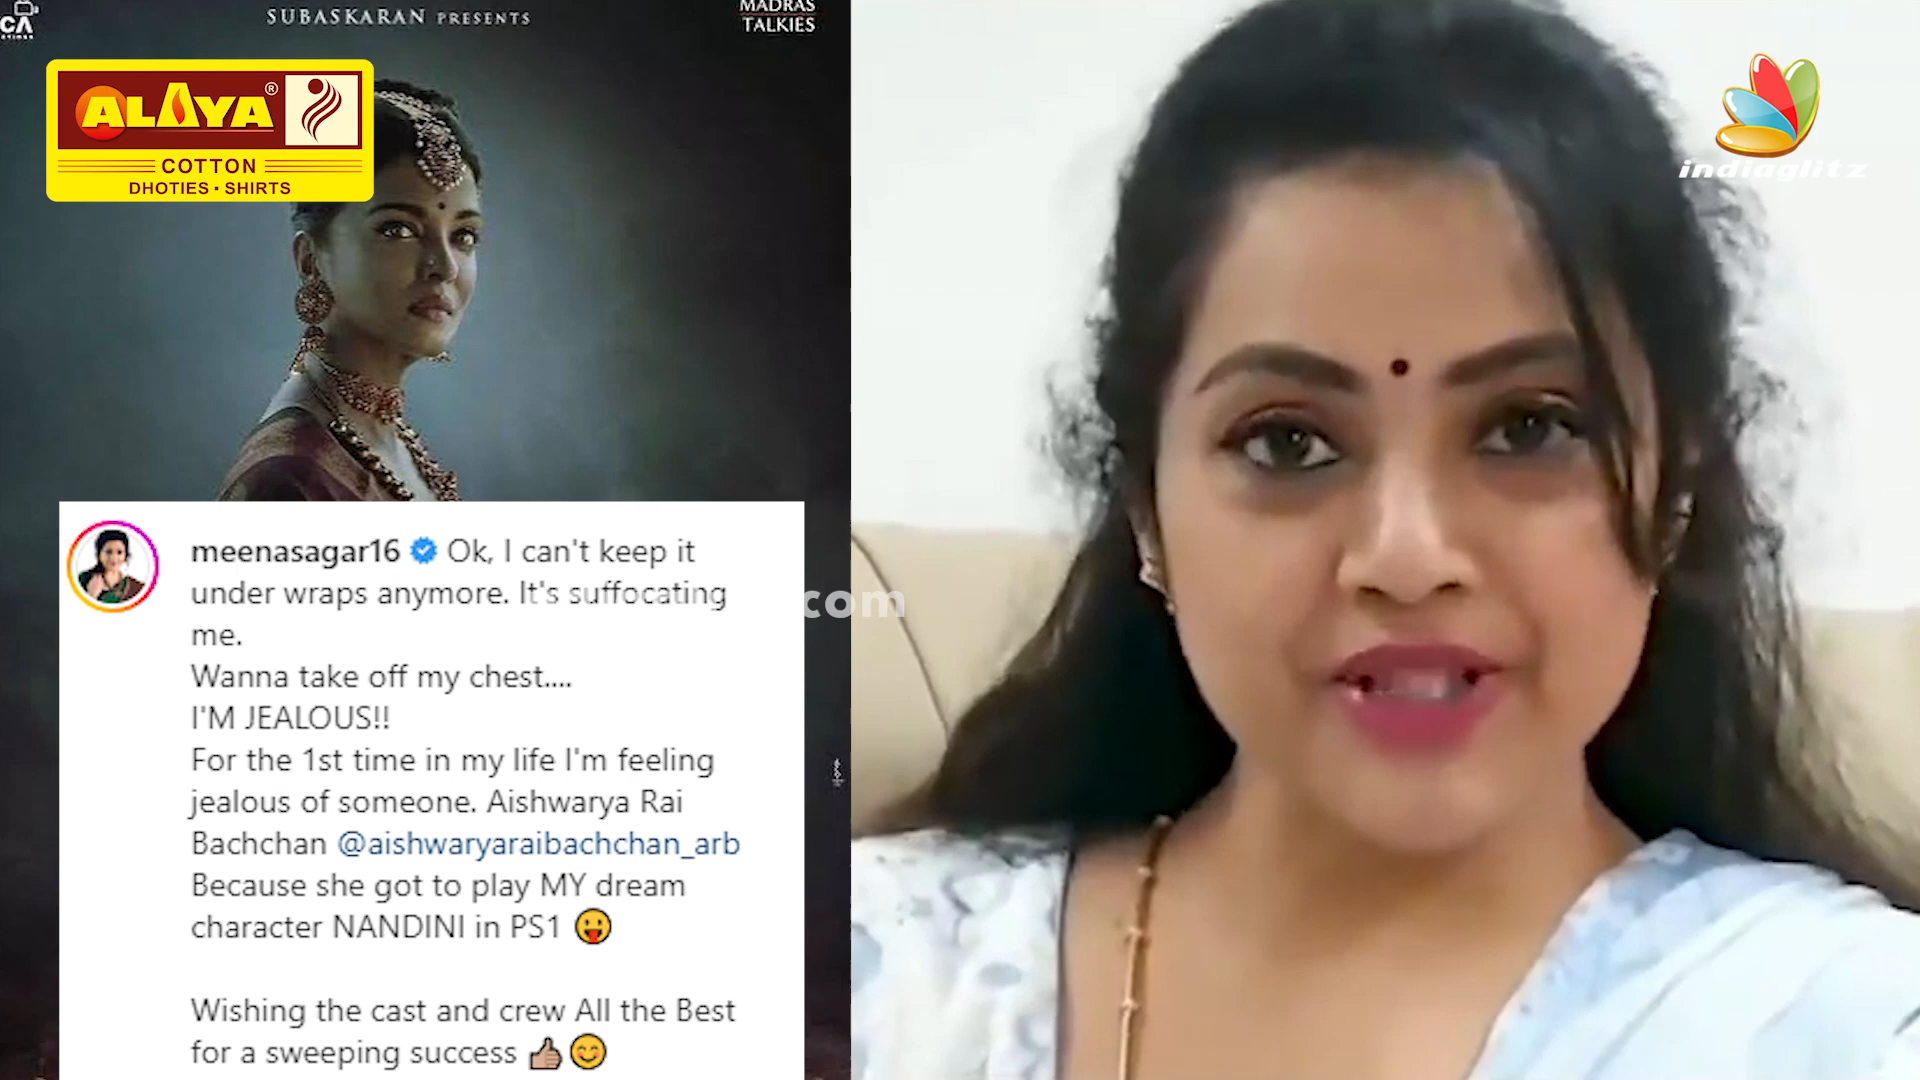 SUBASKARAN PRESENTS
MADRAS
TALKIES
CA
ALAYA®
COTTON
DHOTIES · SHIRTS
indiaglitz
meenasagar16 Ok, I can't keep it
under wraps anymore. It's suffocating
me.
Wanna take off my chest....
I'M JEALOUS!!
For the 1st time in my life I'm feeling
jealous of someone. Aishwarya Rai
Bachchan @aishwaryaraibachchan_arb
Because she got to play MY dream
character NANDINI in PS1 😛
Wishing the cast and crew All the Best
for a sweeping success 👍🏼😊
.com